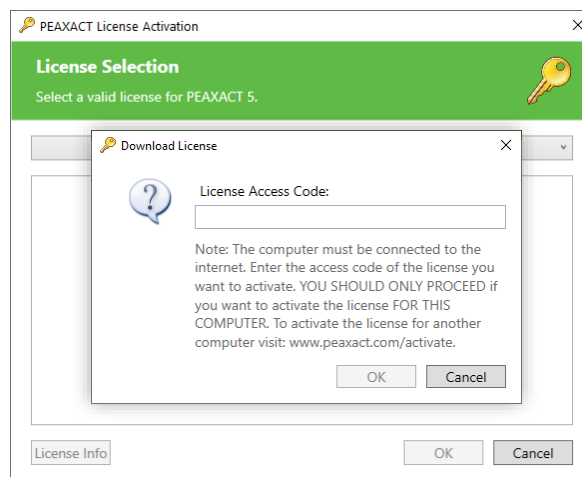 PEAXACT License Activation
License Selection
Select a valid license for PEAXACT 5.
Download License
License Access Code:
Note: The computer must be connected to the
internet. Enter the access code of the license you
want to activate. YOU SHOULD ONLY PROCEED if
you want to activate the license FOR THIS
COMPUTER. To activate the license for another
computer visit: www.peaxact.com/activate.
OK
Cancel
License Info
OK
Cancel